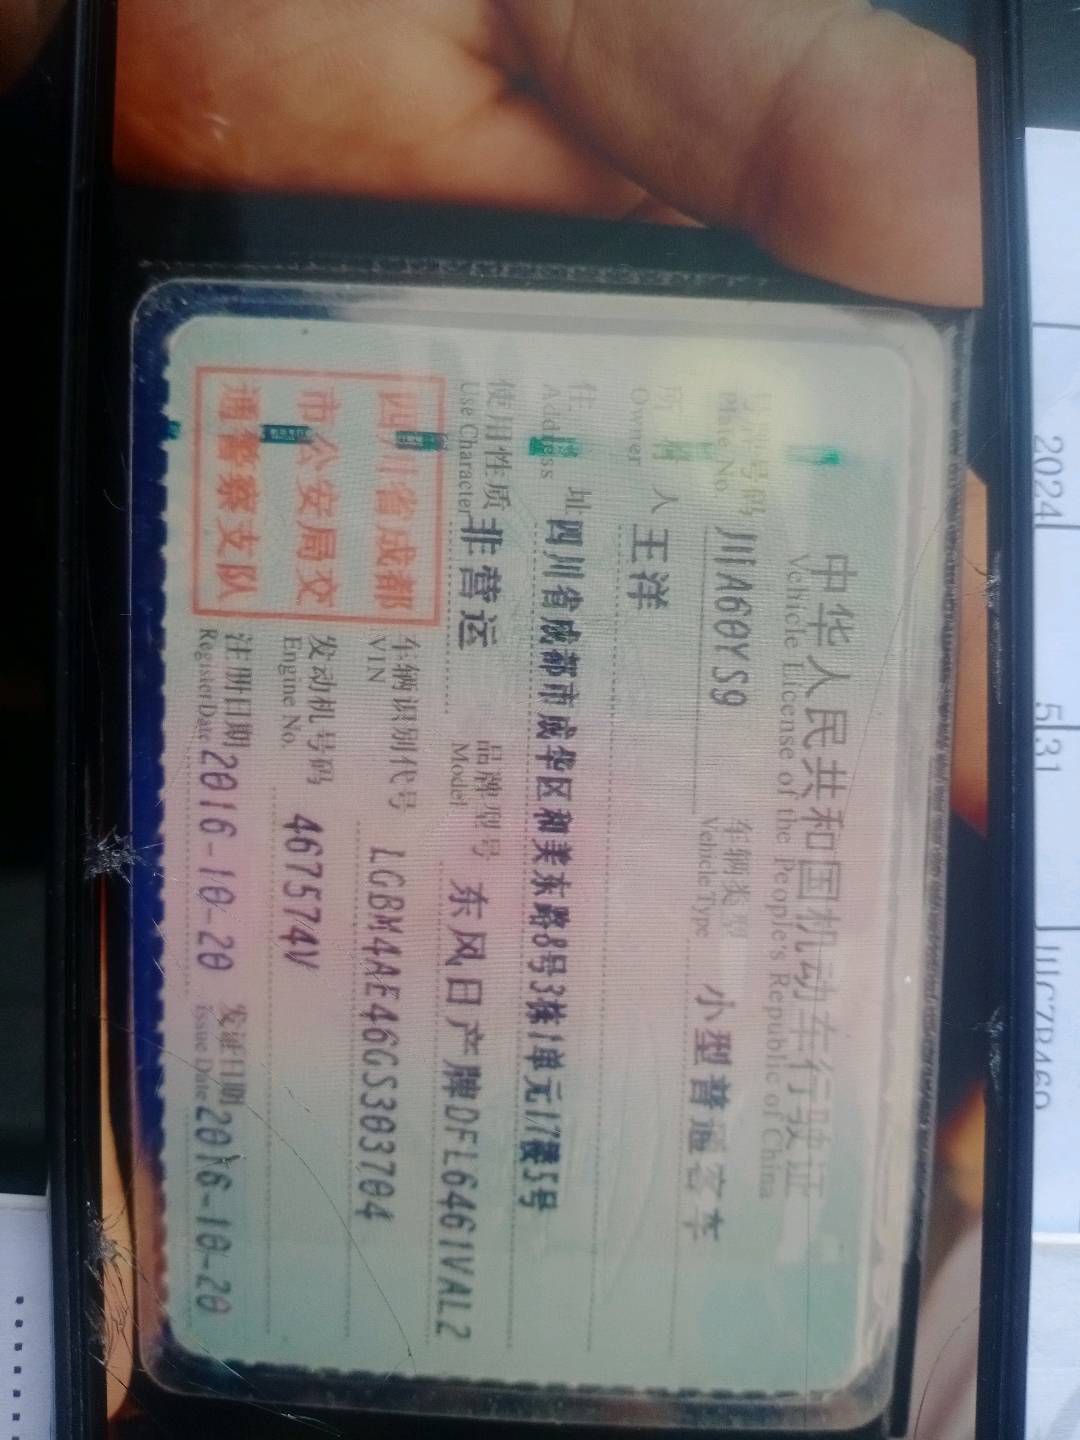 中华人民共和国机动车行驶证
Vehicle License of the People's Republic of China
号牌号码 川A60YS9 车辆类型 小型普通客车
Plate No. Vehicle Type
所有人 王洋
Owner
住址 四川省成都市成华区和美东路8号3栋1单元17楼5号
Address
使用性质 非营运 品牌型号 东风日产牌DFL6461VAL2
Use Character Model
四川省成都
市公安局交
通警察支队
车辆识别代号 LGBM4AE46GS303704
VIN
发动机号码 467574V
Engine No.
注册日期 2016-10-20 发证日期 2016-10-20
Register Date Issue Date
2024
5 31